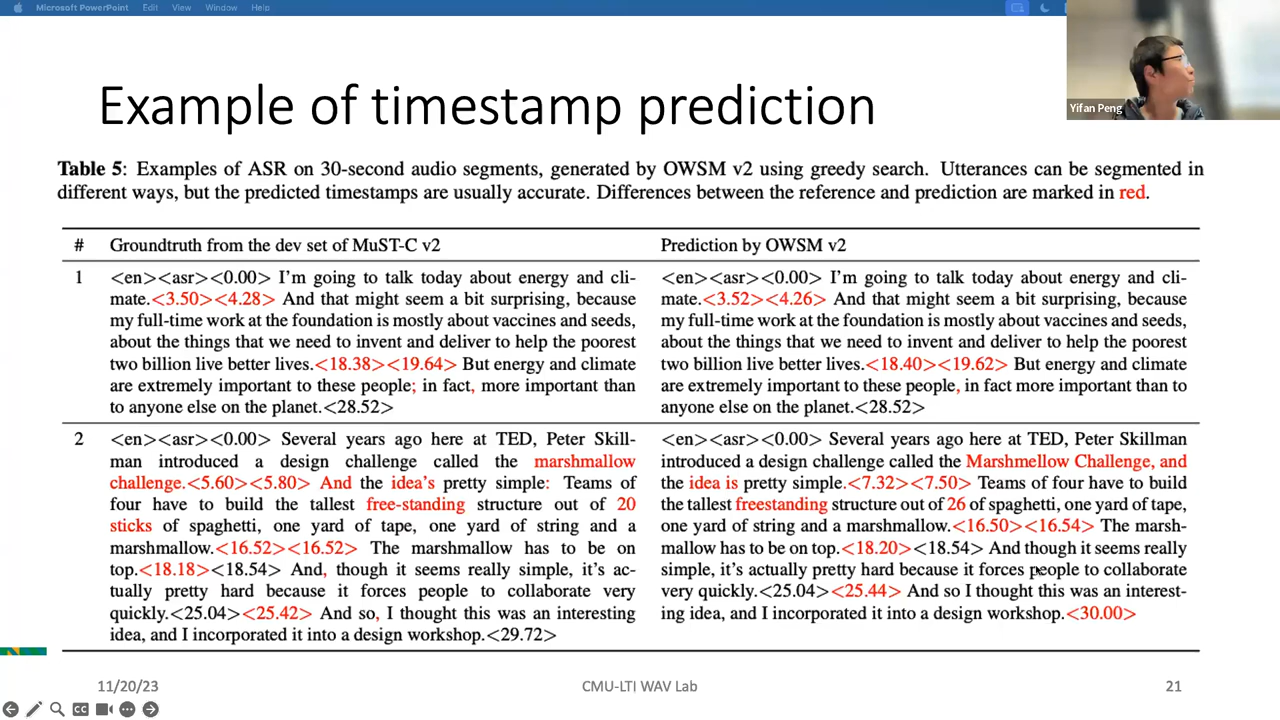 Microsoft PowerPoint Edit View Window Help
Yifan Peng
Example of timestamp prediction
Table 5: Examples of ASR on 30-second audio segments, generated by OWSM v2 using greedy search. Utterances can be segmented in
different ways, but the predicted timestamps are usually accurate. Differences between the reference and prediction are marked in red.
# Groundtruth from the dev set of MuST-C v2 Prediction by OWSM v2
1 <en><asr><0.00> I'm going to talk today about energy and cli-
mate.<3.50><4.28> And that might seem a bit surprising, because
my full-time work at the foundation is mostly about vaccines and seeds,
about the things that we need to invent and deliver to help the poorest
two billion live better lives.<18.38><19.64> But energy and climate
are extremely important to these people; in fact, more important than
to anyone else on the planet.<28.52>
<en><asr><0.00> I'm going to talk today about energy and cli-
mate.<3.52><4.26> And that might seem a bit surprising, because
my full-time work at the foundation is mostly about vaccines and seeds,
about the things that we need to invent and deliver to help the poorest
two billion live better lives.<18.40><19.62> But energy and climate
are extremely important to these people, in fact more important than to
anyone else on the planet.<28.52>
2 <en><asr><0.00> Several years ago here at TED, Peter Skill-
man introduced a design challenge called the marshmallow
challenge.<5.60><5.80> And the idea's pretty simple: Teams of
four have to build the tallest free-standing structure out of 20
sticks of spaghetti, one yard of tape, one yard of string and a
marshmallow.<16.52><16.52> The marshmallow has to be on
top.<18.18><18.54> And, though it seems really simple, it's ac-
tually pretty hard because it forces people to collaborate very
quickly.<25.04><25.42> And so, I thought this was an interesting
idea, and I incorporated it into a design workshop.<29.72>
<en><asr><0.00> Several years ago here at TED, Peter Skillman
introduced a design challenge called the Marshmellow Challenge, and
the idea is pretty simple.<7.32><7.50> Teams of four have to build
the tallest freestanding structure out of 26 of spaghetti, one yard of tape,
one yard of string and a marshmallow.<16.50><16.54> The marsh-
mallow has to be on top.<18.20><18.54> And though it seems really
simple, it's actually pretty hard because it forces people to collaborate
very quickly.<25.04><25.44> And so I thought this was an interest-
ing idea, and I incorporated it into a design workshop.<30.00>
11/20/23 CMU-LTI WAV Lab 21
CC